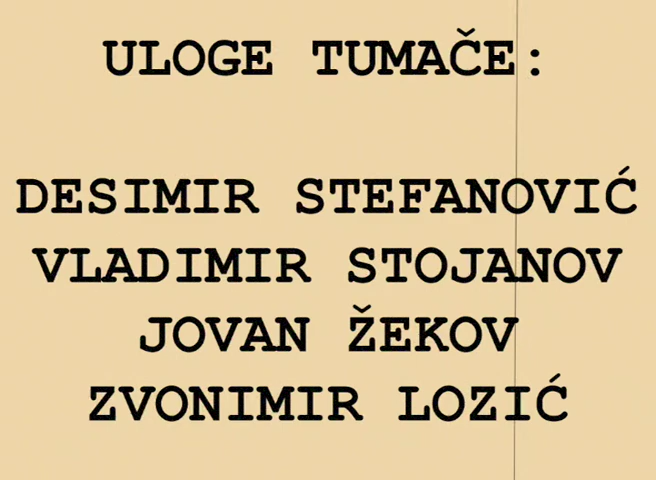 ULOGE TUMAČE:
DESIMIR STEFANOVIĆ
VLADIMIR STOJANOV
JOVAN ŽEKOV
ZVONIMIR LOZIĆ